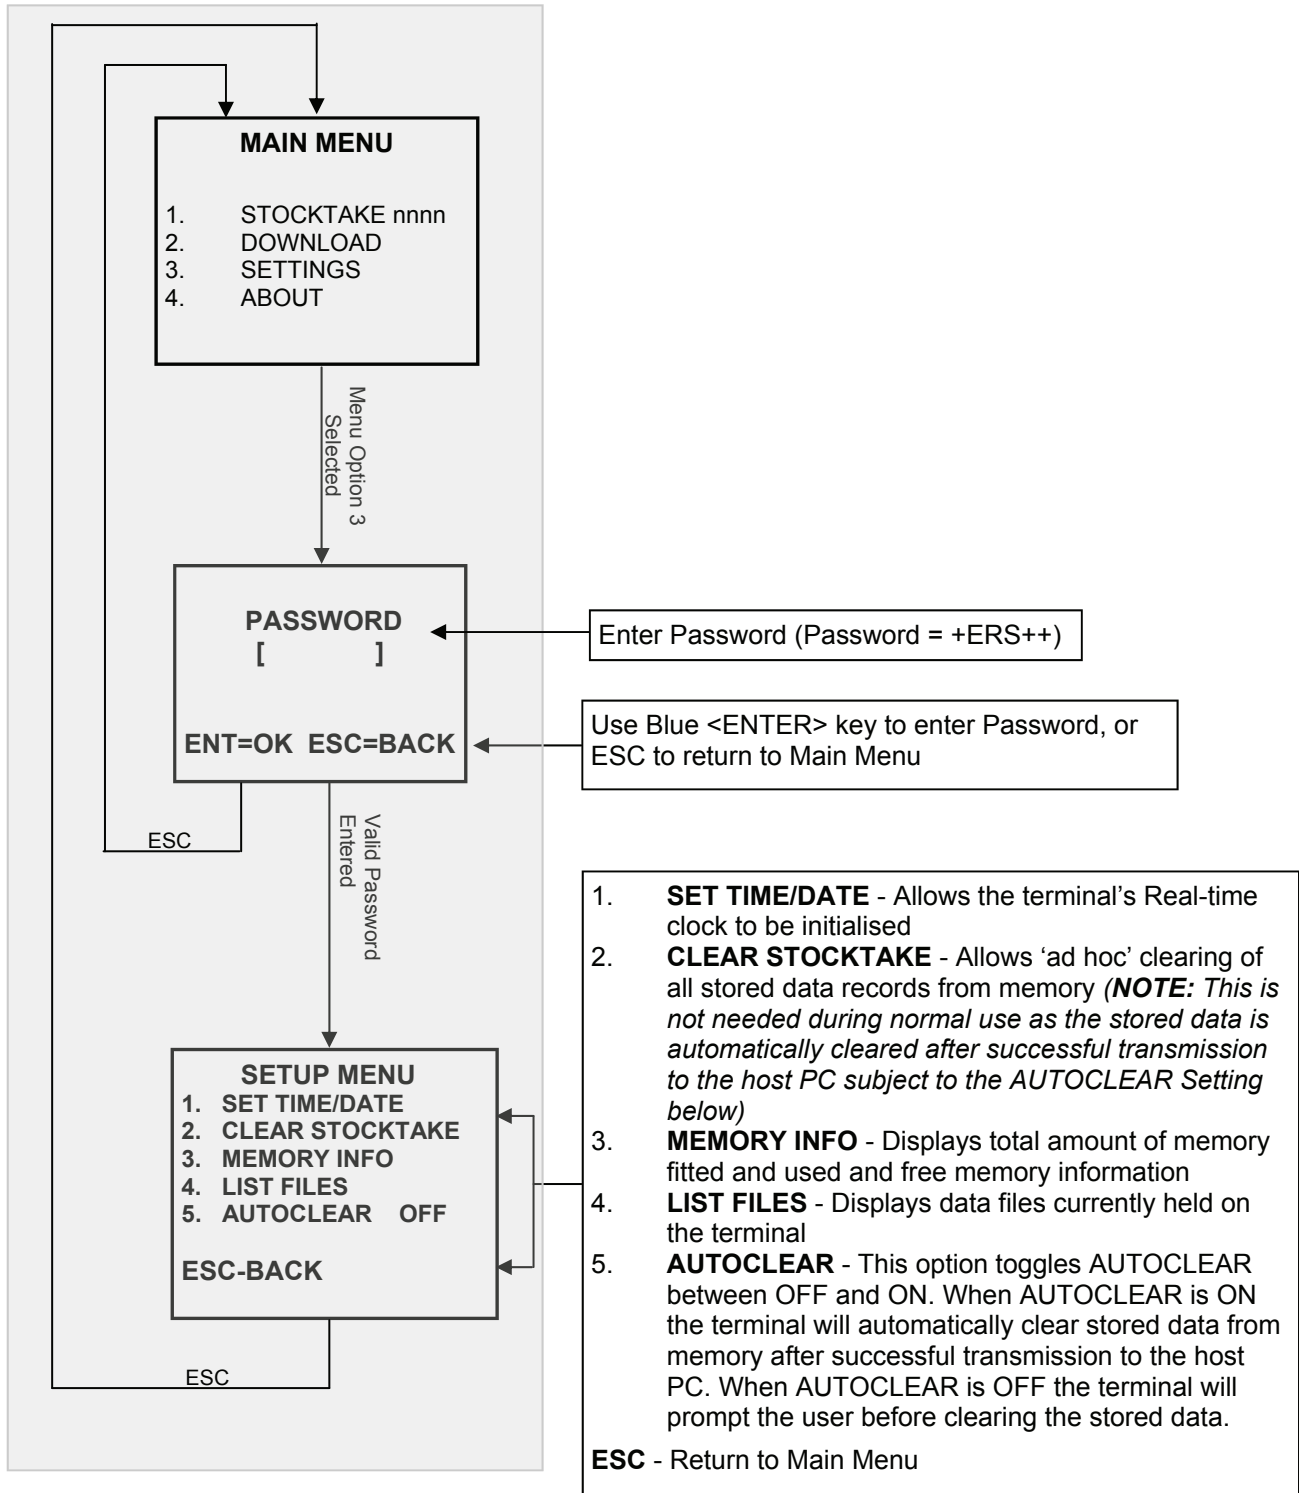 MAIN MENU
1. STOCKTAKE nnnn
2. DOWNLOAD
3. SETTINGS
4. ABOUT
Menu Option 3
Selected
PASSWORD
[ ]
ENT=OK ESC=BACK
Enter Password (Password = +ERS++)
Use Blue <ENTER> key to enter Password, or
ESC to return to Main Menu
ESC
Valid Password
Entered
SETUP MENU
1. SET TIME/DATE
2. CLEAR STOCKTAKE
3. MEMORY INFO
4. LIST FILES
5. AUTOCLEAR OFF
ESC-BACK
ESC
1. SET TIME/DATE - Allows the terminal's Real-time
clock to be initialised
2. CLEAR STOCKTAKE - Allows ‘ad hoc’ clearing of
all stored data records from memory (NOTE: This is
not needed during normal use as the stored data is
automatically cleared after successful transmission
to the host PC subject to the AUTOCLEAR Setting
below)
3. MEMORY INFO - Displays total amount of memory
fitted and used and free memory information
4. LIST FILES - Displays data files currently held on
the terminal
5. AUTOCLEAR - This option toggles AUTOCLEAR
between OFF and ON. When AUTOCLEAR is ON
the terminal will automatically clear stored data from
memory after successful transmission to the host
PC. When AUTOCLEAR is OFF the terminal will
prompt the user before clearing the stored data.
ESC - Return to Main Menu